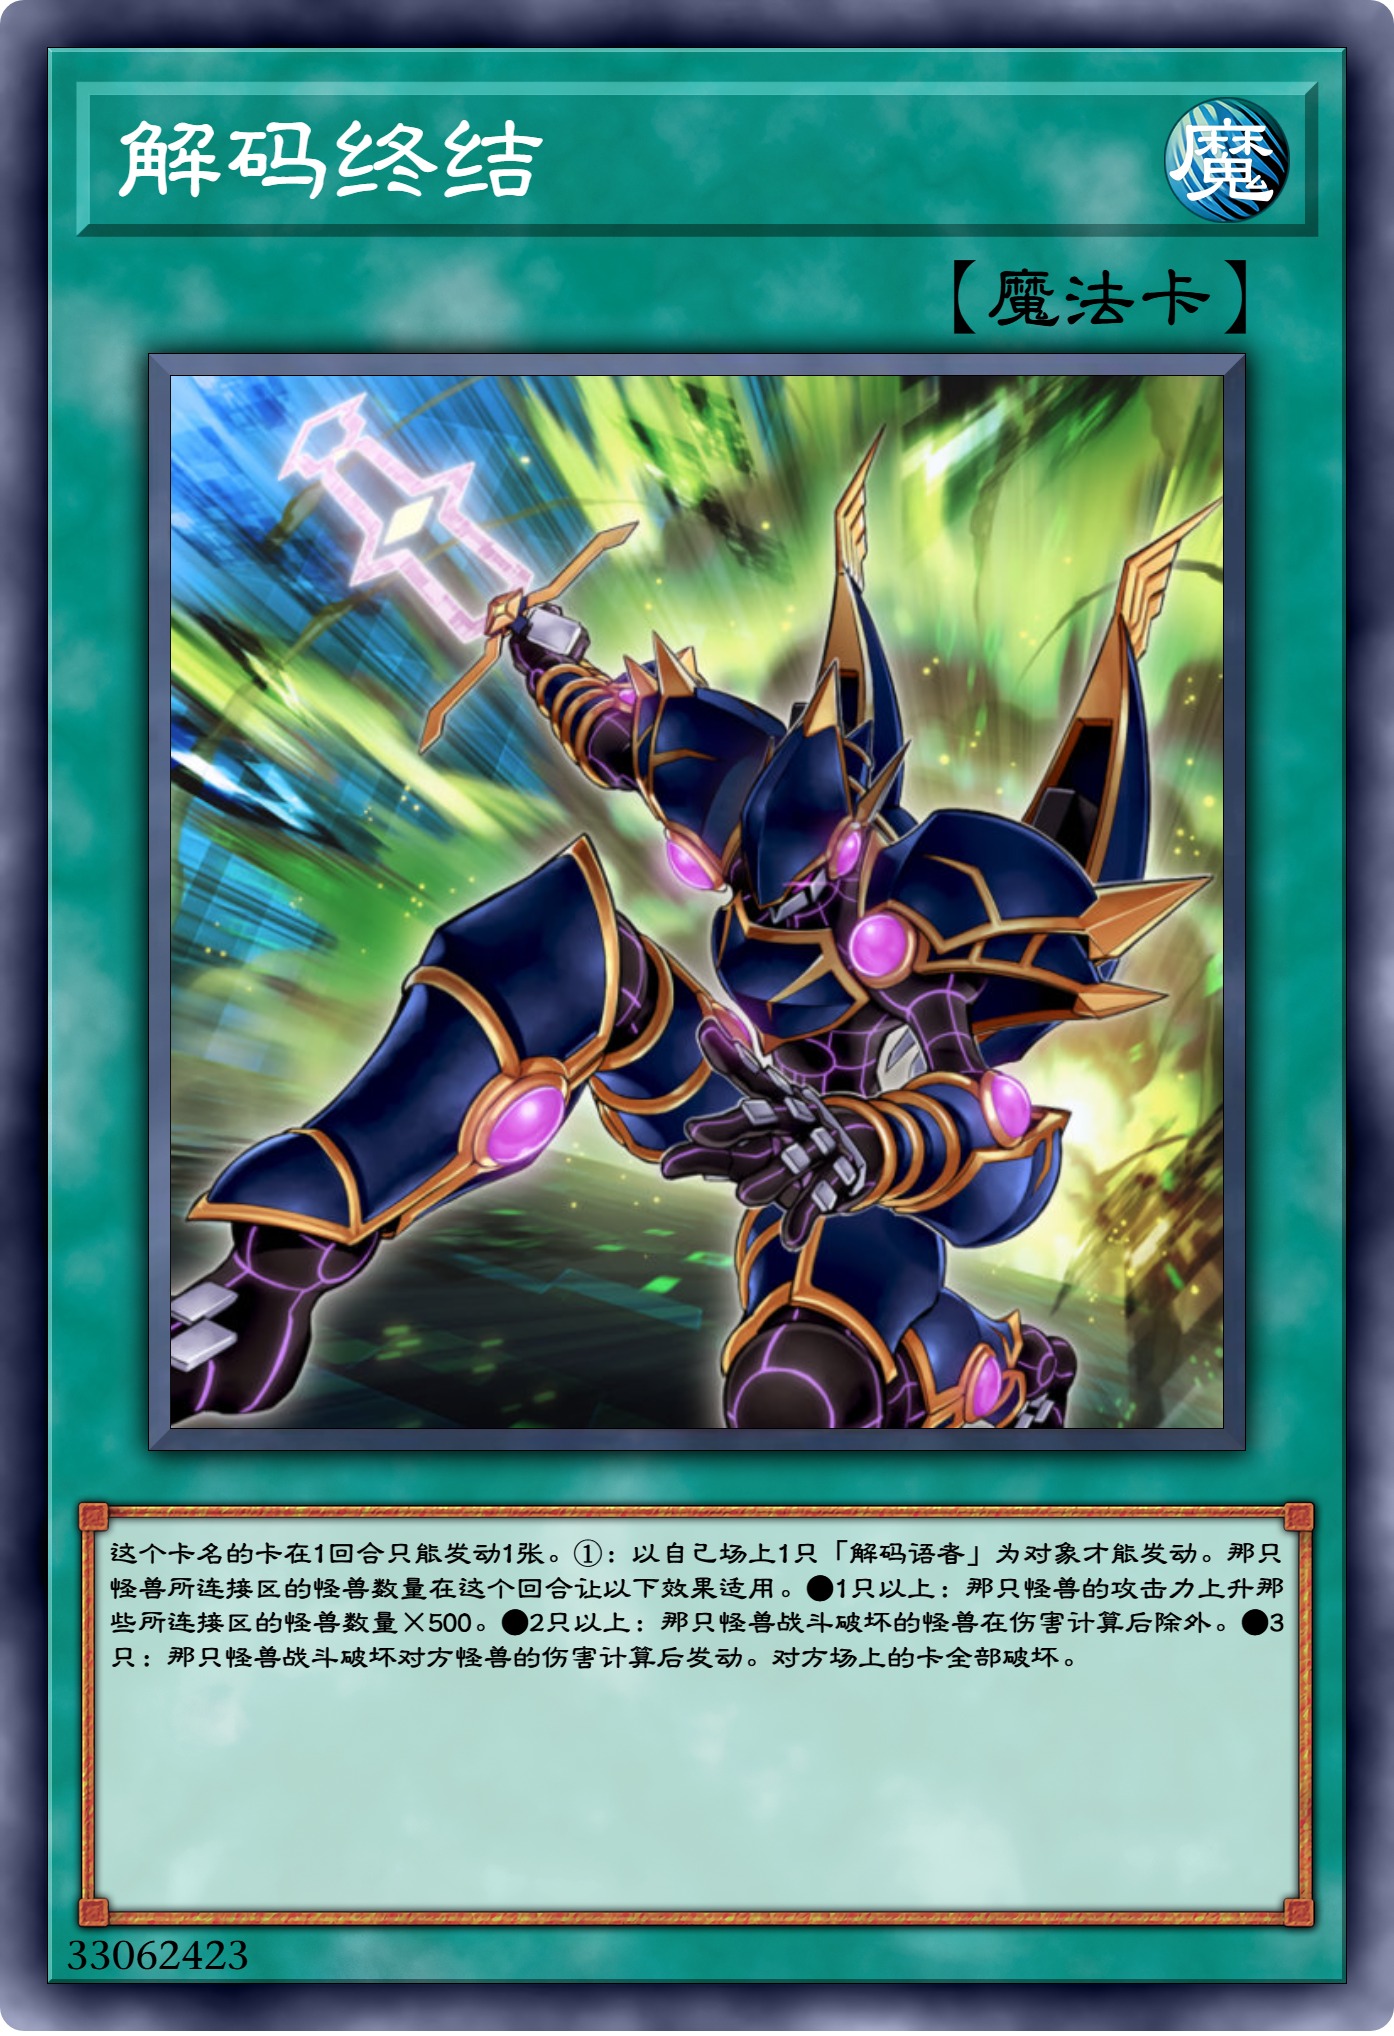 解码终结
魔
【魔法卡】
这个卡名的卡在1回合只能发动1张。①：以自己场上1只「解码语者」为对象才能发动。那只
怪兽所连接区的怪兽数量在这个回合让以下效果适用。●1只以上：那只怪兽的攻击力上升那
些所连接区的怪兽数量×500。●2只以上：那只怪兽战斗破坏的怪兽在伤害计算后除外。●3
只：那只怪兽战斗破坏对方怪兽的伤害计算后发动。对方场上的卡全部破坏。
33062423